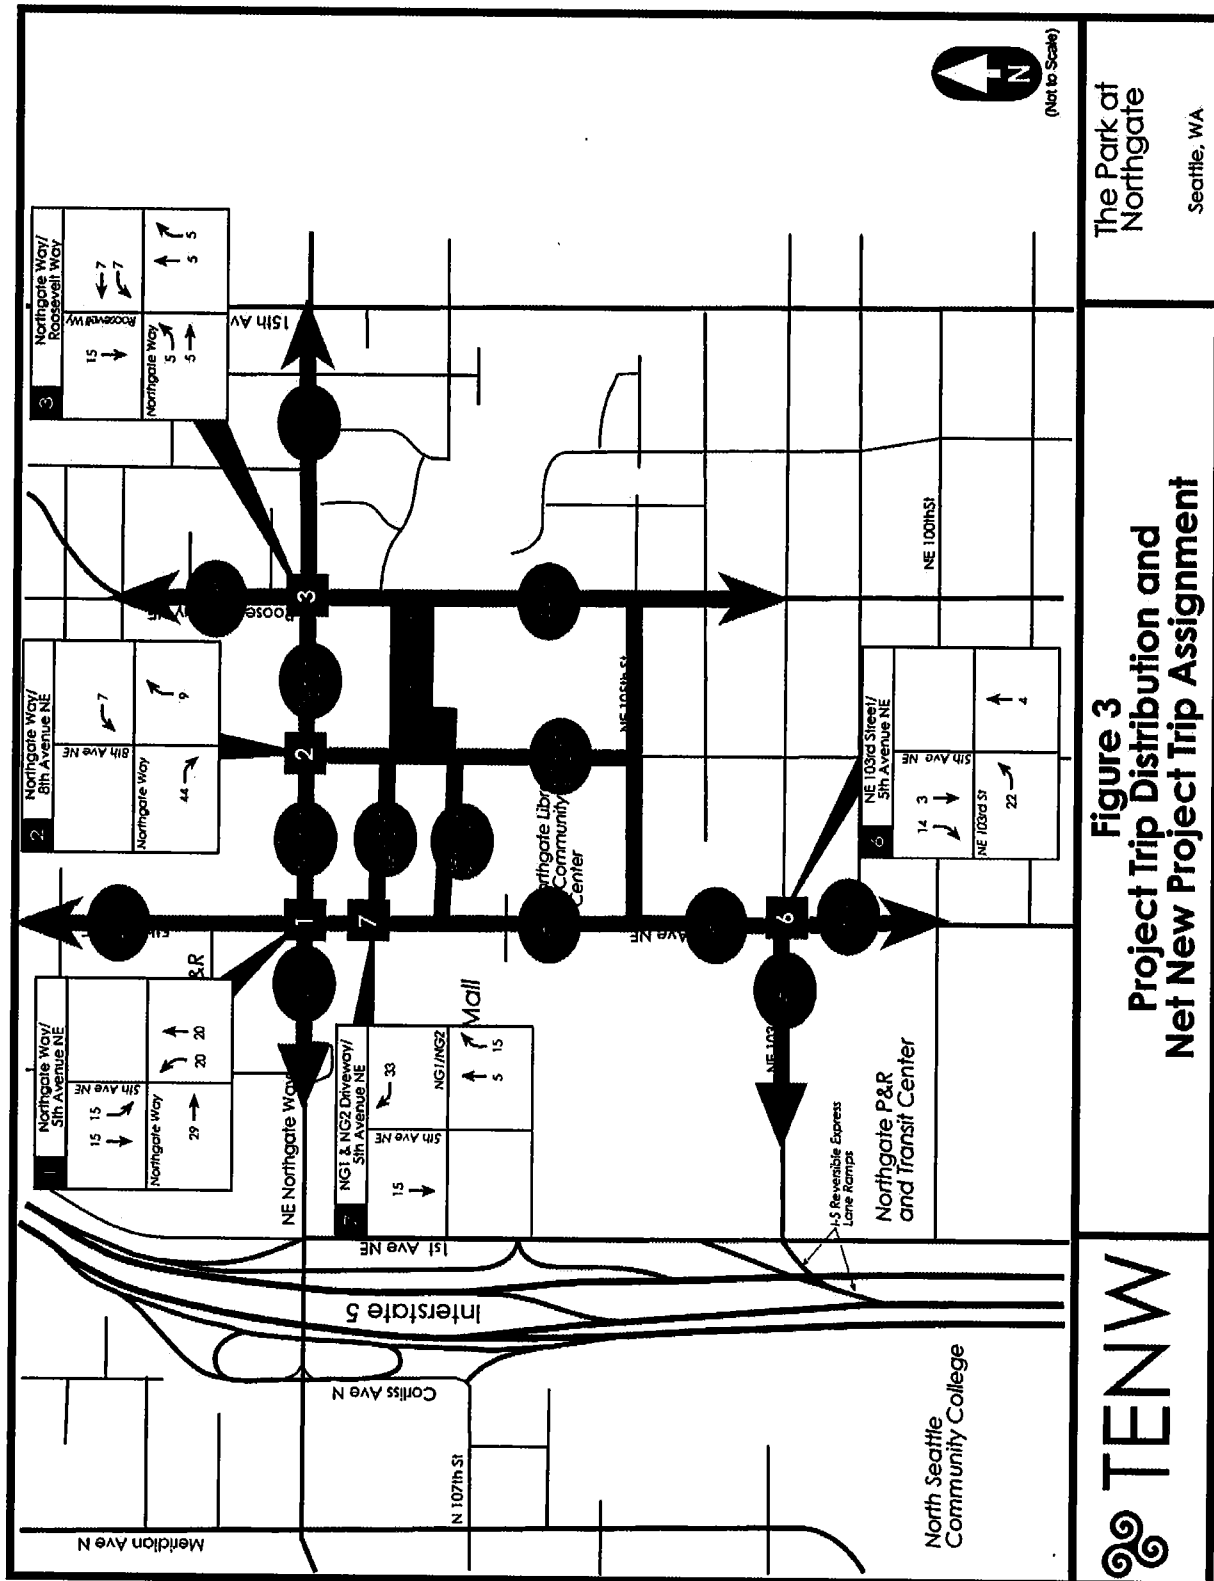 3
Northgate Way/
Roosevelt Way
Roosevelt Wy
15
7
7
Northgate Way
5
5
5
5
2
Northgate Way/
8th Avenue NE
8th Ave NE
7
Northgate Way
44
9
1
Northgate Way/
5th Avenue NE
5th Ave NE
15 15
Northgate Way
29
20 20
7
NG1 & NG2 Driveway/
5th Avenue NE
5th Ave NE
15
33
NG1/NG2
5 15
6
NE 103rd Street/
5th Avenue NE
5th Ave NE
14 3
NE 103rd St
22
4
Meridian Ave N
Corliss Ave N
N 107th St
Interstate 5
1st Ave NE
NE Northgate Way
&R
1
2
3
7
6
15th Av
Mall
Community
Center
Ave NE
NE 103
NE 100th St
I-5 Reversible Express
Lane Ramps
Northgate P&R
and Transit Center
North Seattle
Community College
N
(Not to Scale)
TENW
Figure 3
Project Trip Distribution and
Net New Project Trip Assignment
The Park at
Northgate
Seattle, WA